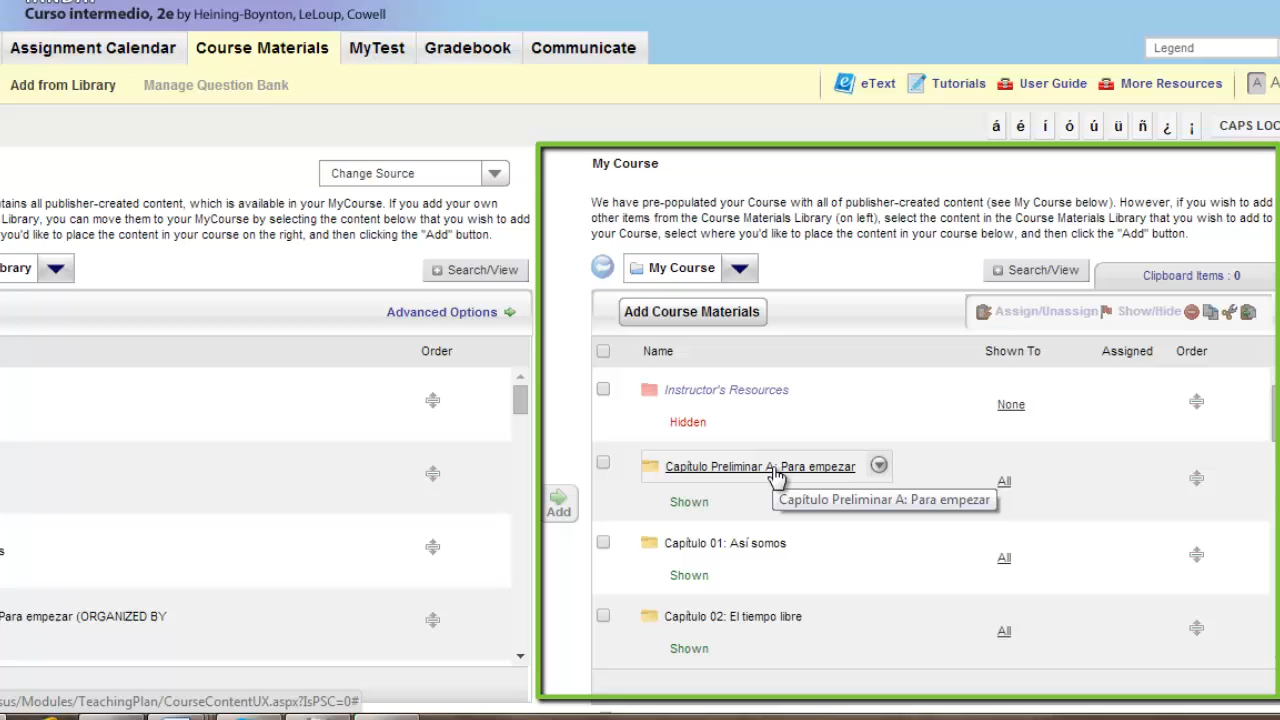 Curso intermedio, 2e by Heining-Boynton, LeLoup, Cowell
Assignment Calendar Course Materials MyTest Gradebook Communicate Legend
Add from Library Manage Question Bank eText Tutorials User Guide More Resources A A
á é í ó ú ü ñ ¿ ¡ CAPS LOC
Change Source
tains all publisher-created content, which is available in your MyCourse. If you add your own
Library, you can move them to your MyCourse by selecting the content below that you wish to add
you'd like to place the content in your course on the right, and then clicking the "Add" button.
brary Search/View
Advanced Options
Order
s
Para empezar (ORGANIZED BY
Add
My Course
We have pre-populated your Course with all of publisher-created content (see My Course below). However, if you wish to add
other items from the Course Materials Library (on left), select the content in the Course Materials Library that you wish to add to
your Course, select where you'd like to place the content in your course below, and then click the "Add" button.
My Course Search/View Clipboard Items : 0
Add Course Materials Assign/Unassign Show/Hide
Name Shown To Assigned Order
Instructor's Resources None
Hidden
Capítulo Preliminar A: Para empezar All
Shown Capítulo Preliminar A: Para empezar
Capítulo 01: Así somos All
Shown
Capítulo 02: El tiempo libre All
Shown
sus/Modules/TeachingPlan/CourseContentUX.aspx?IsPSC=0#